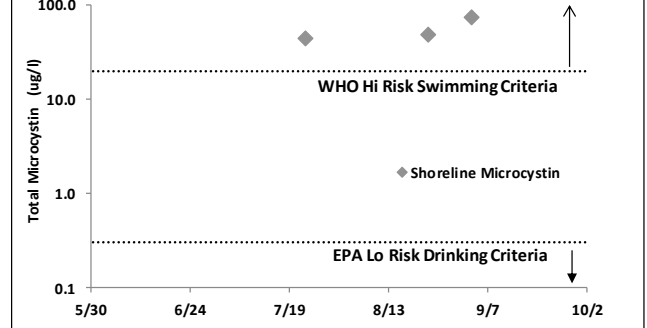 100.0
WHO Hi Risk Swimming Criteria
10.0
Total Microcystin (ug/l)
Shoreline Microcystin
1.0
EPA Lo Risk Drinking Criteria
0.1
5/30 6/24 7/19 8/13 9/7 10/2